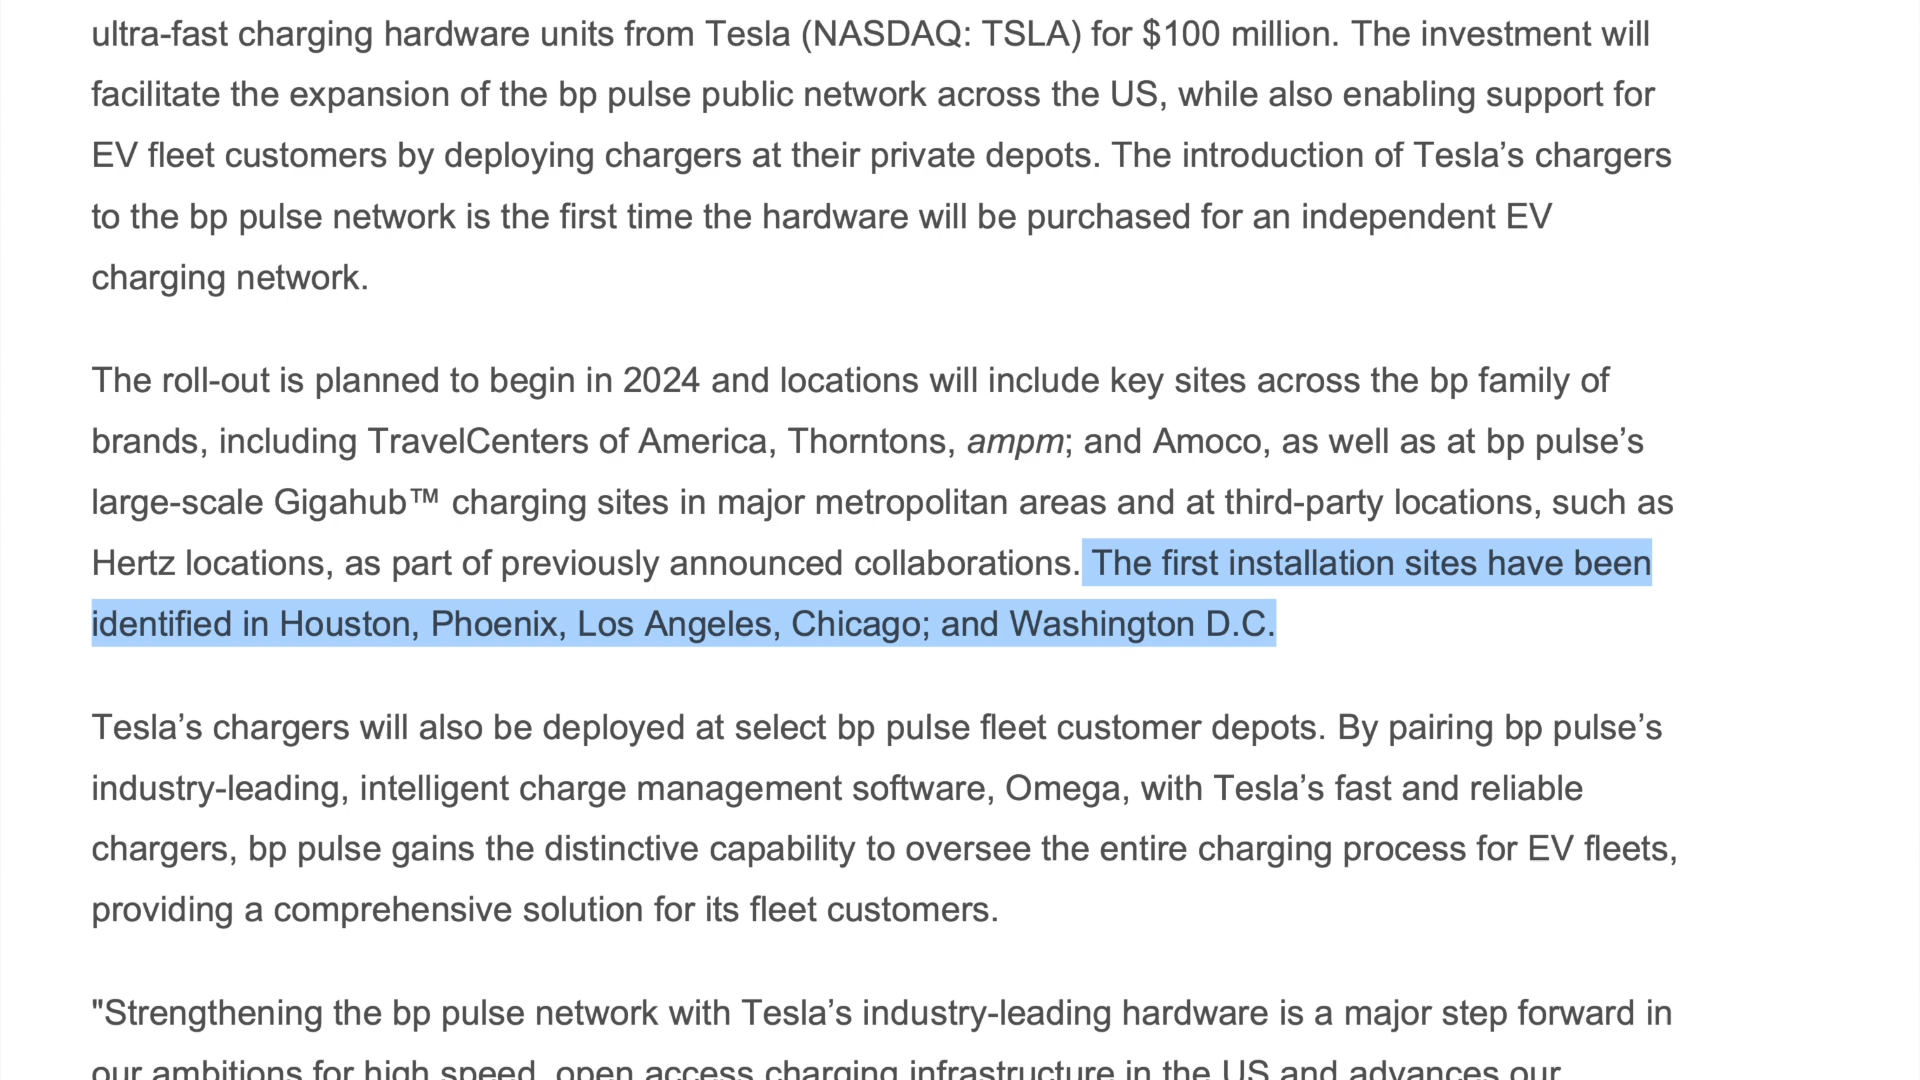 ultra-fast charging hardware units from Tesla (NASDAQ: TSLA) for $100 million. The investment will
facilitate the expansion of the bp pulse public network across the US, while also enabling support for
EV fleet customers by deploying chargers at their private depots. The introduction of Tesla’s chargers
to the bp pulse network is the first time the hardware will be purchased for an independent EV
charging network.
The roll-out is planned to begin in 2024 and locations will include key sites across the bp family of
brands, including TravelCenters of America, Thorntons, ampm; and Amoco, as well as at bp pulse’s
large-scale Gigahub™ charging sites in major metropolitan areas and at third-party locations, such as
Hertz locations, as part of previously announced collaborations. The first installation sites have been
identified in Houston, Phoenix, Los Angeles, Chicago; and Washington D.C.
Tesla’s chargers will also be deployed at select bp pulse fleet customer depots. By pairing bp pulse’s
industry-leading, intelligent charge management software, Omega, with Tesla’s fast and reliable
chargers, bp pulse gains the distinctive capability to oversee the entire charging process for EV fleets,
providing a comprehensive solution for its fleet customers.
"Strengthening the bp pulse network with Tesla’s industry-leading hardware is a major step forward in
our ambitions for high speed, open access charging infrastructure in the US and advances our